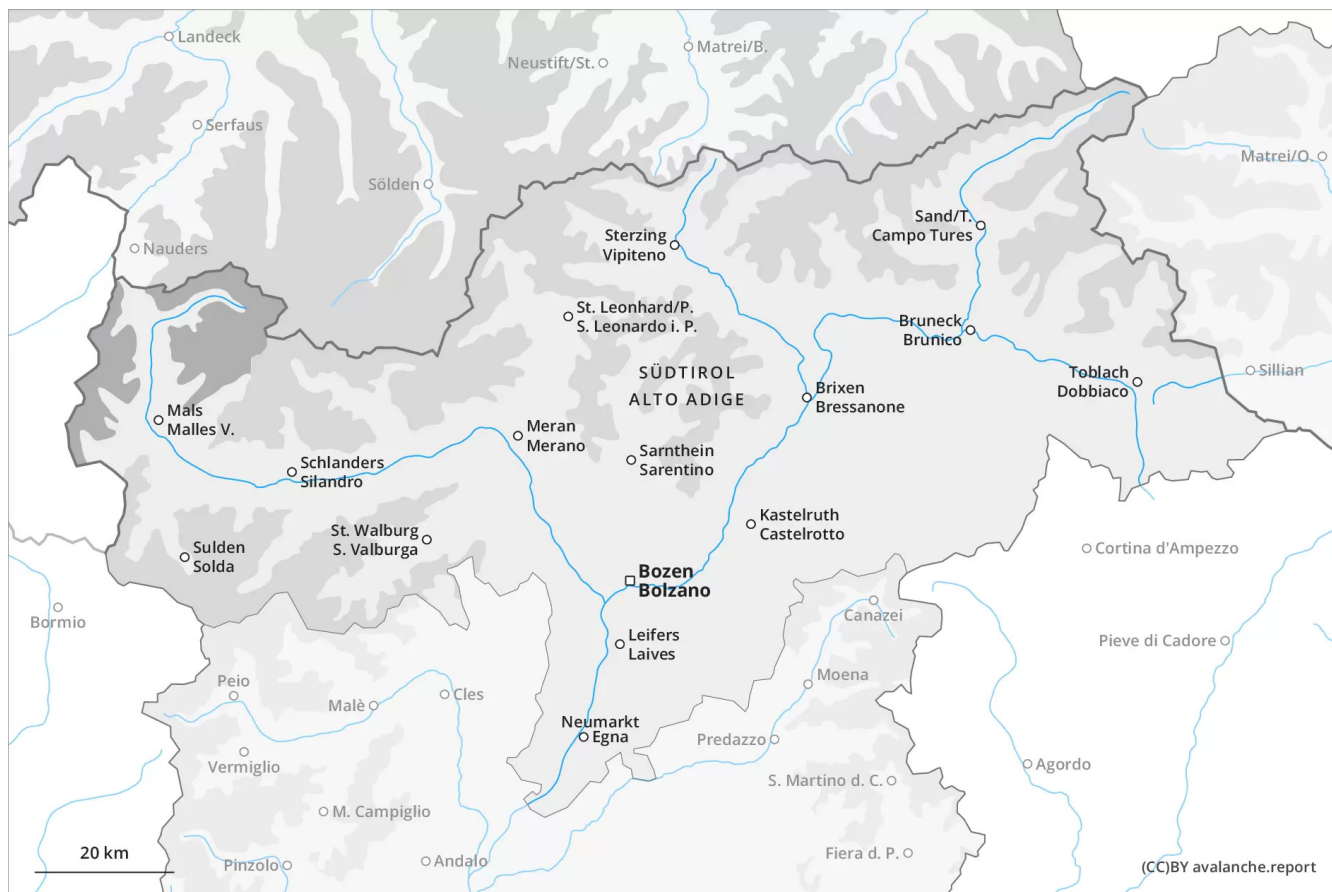 Landeck
Matrei/B.
Neustift/St.
Serfaus
Matrei/O.
Sölden
Sand/T.
Campo Tures
Sterzing
Vipiteno
Nauders
St. Leonhard/P.
S. Leonardo i. P.
Bruneck
Brunico
SÜDTIROL
ALTO ADIGE
Toblach
Dobbiaco
Sillian
Brixen
Bressanone
Mals
Malles V.
Meran
Merano
Sarnthein
Sarentino
Schlanders
Silandro
Kastelruth
Castelrotto
St. Walburg
S. Valburga
Sulden
Solda
Cortina d'Ampezzo
Bozen
Bolzano
Bormio
Canazei
Leifers
Laives
Pieve di Cadore
Peio
Moena
Malè
Cles
Neumarkt
Egna
Predazzo
Vermiglio
Agordo
S. Martino d. C.
M. Campiglio
20 km
Pinzolo
Andalo
Fiera d. P.
(CC)BY avalanche.report